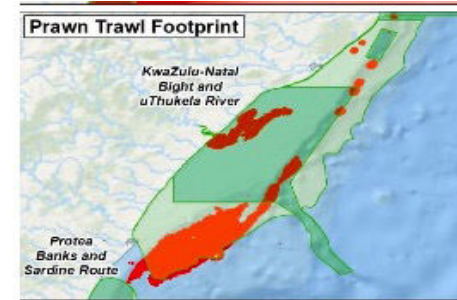 Prawn Trawl Footprint
KwaZulu-Natal
Bight and
uThukela River
Protea
Banks and
Sardine Route